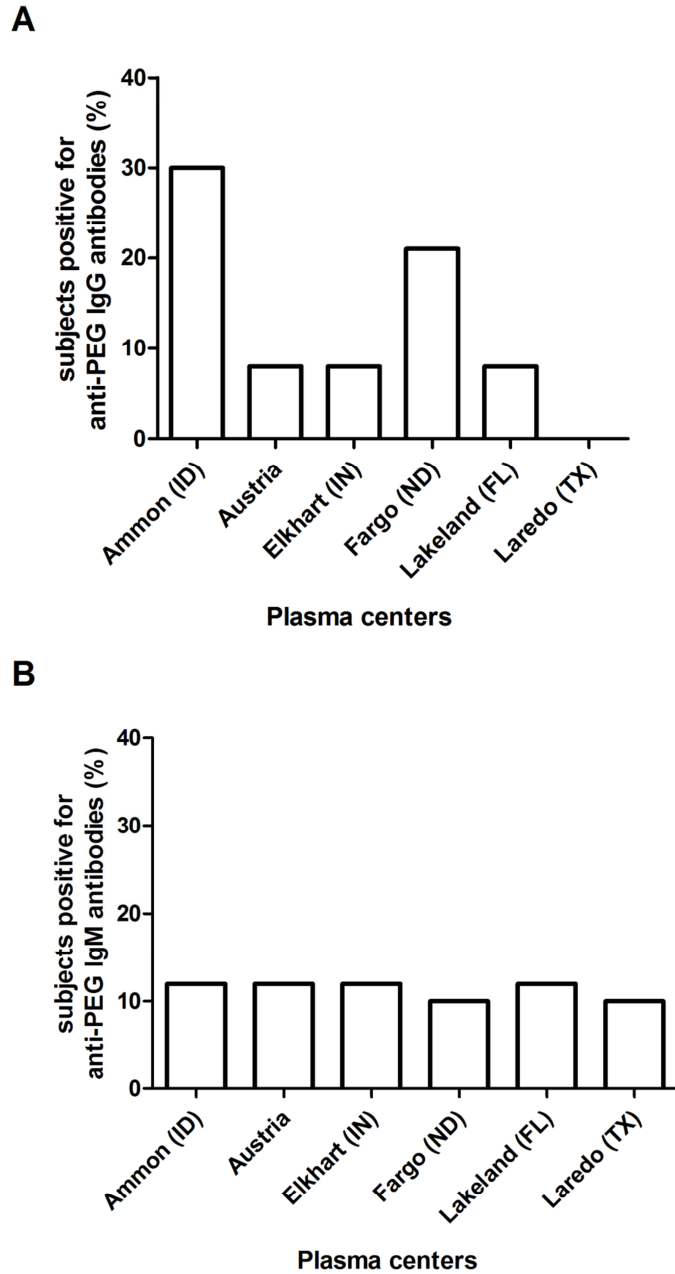 A
subjects positive for
anti-PEG IgG antibodies (%)
40
30
20
10
0
Ammon (ID)
Austria
Elkhart (IN)
Fargo (ND)
Lakeland (FL)
Laredo (TX)
Plasma centers
B
subjects positive for
anti-PEG IgM antibodies (%)
40
30
20
10
0
Ammon (ID)
Austria
Elkhart (IN)
Fargo (ND)
Lakeland (FL)
Laredo (TX)
Plasma centers